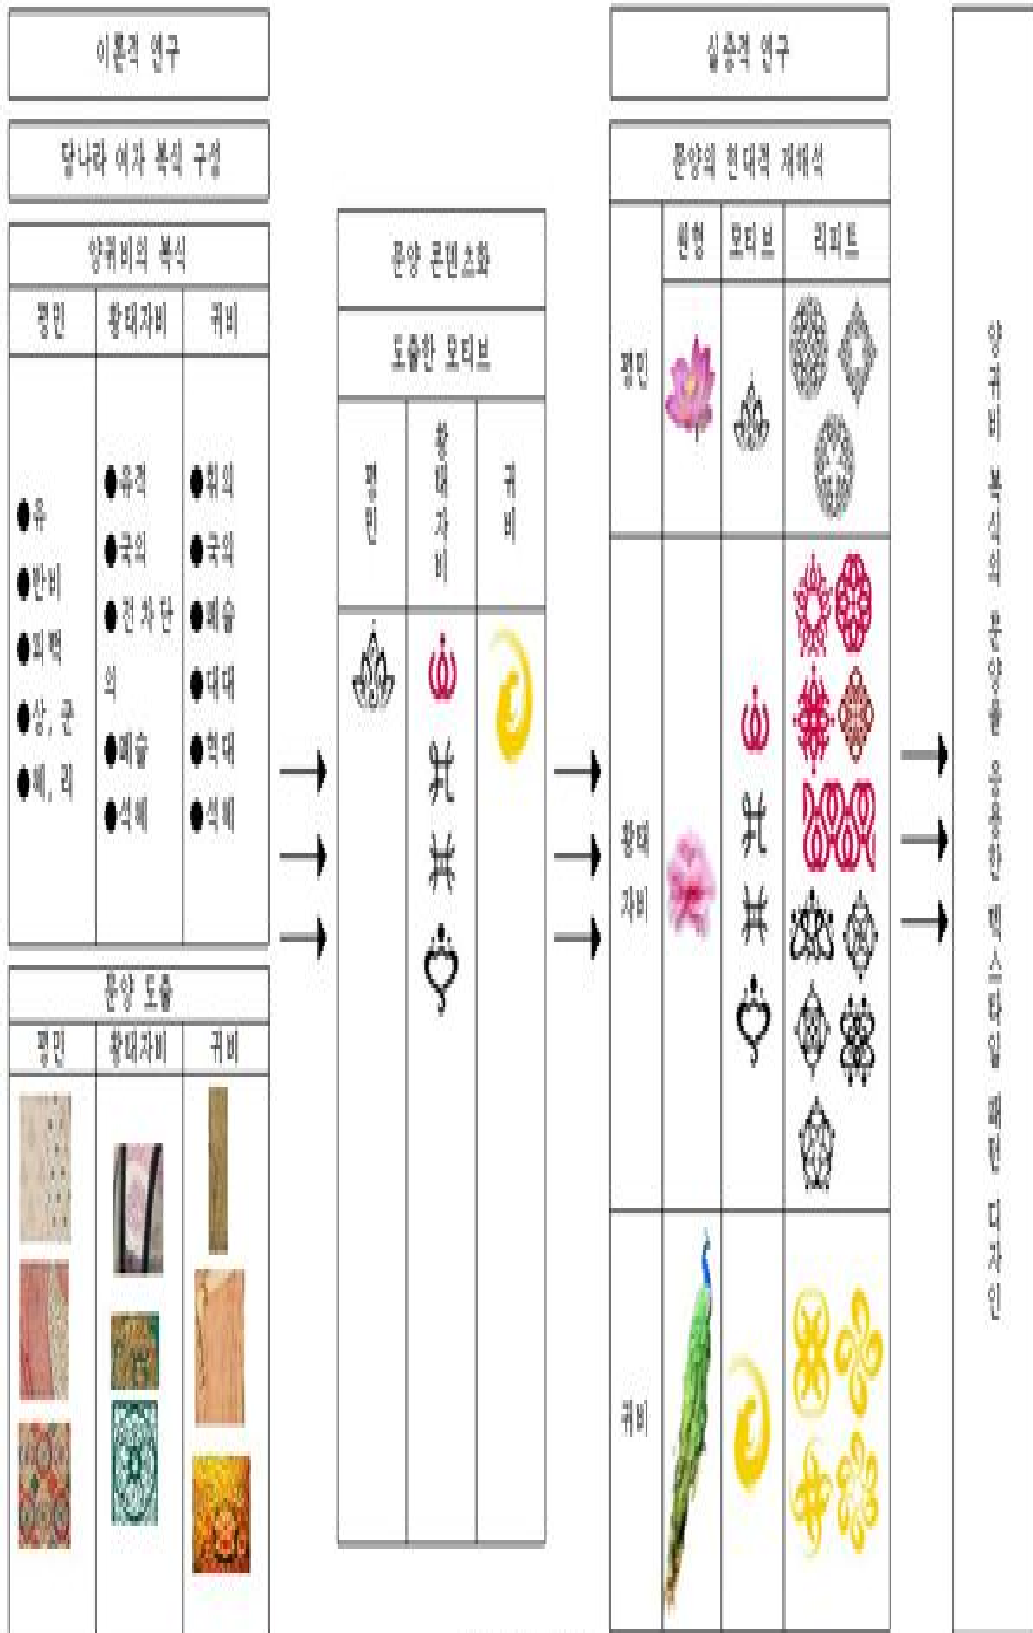 이론적 연구
당나라 여자 복식 구성
양귀비의 복식
평민 황태자비 귀비
●유
●반비
●피백
●상, 군
●혜, 리
●유적
●국의
●전차단
의
●폐슬
●석혜
●휘의
●국의
●폐슬
●대대
●혁대
●석혜
문양 도출
평민 황태자비 귀비
문양 콘텐츠화
도출한 모티브
평민
황태자비
귀비
실증적 연구
문양의 현대적 재해석
원형 모티브 리피트
평민
황태
자비
귀비
양귀비 복식의 문양을 응용한 텍스타일 패턴 디자인